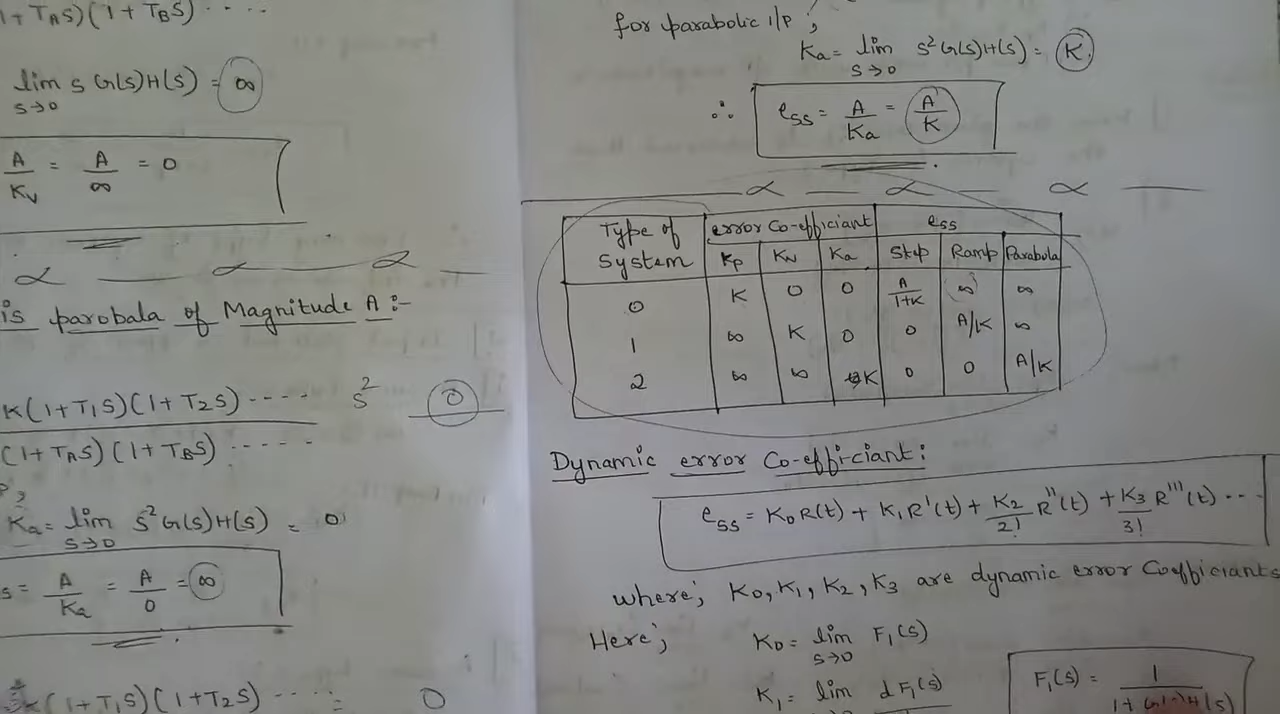 1+TAS)(1+TBS)....
lim S G(S)H(S) = ∞
S→0
A/KV = A/∞ = 0
is parobala of Magnitude A:-
K(1+T1S)(1+T2S)---- S² 0
(1+TAS)(1+TBS).----
Ka = lim S²G(S)H(S) = 0
S→0
s = A/Ka = A/0 = ∞
K(1+T1S)(1+T2S).... = 0
for parabolic i/p;
Ka = lim S²G(S)H(S) = K.
S→0
∴ ess = A/Ka = A/K
Type of System error Co-efficiant ess
Kp Kv Ka Step Ramp Parabola
0 K 0 0 A/1+K ∞ ∞
1 ∞ K 0 0 A/K ∞
2 ∞ ∞ K 0 0 A/K
Dynamic error Co-efficiant:
ess = K0 R(t) + K1 R'(t) + K2/2! R''(t) + K3/3! R'''(t) ...
where; K0, K1, K2, K3 are dynamic error Coefficiants
Here; K0 = lim F1(S)
S→0
K1 = lim dF1(S)
F1(S) = 1/1+G(S)H(S)